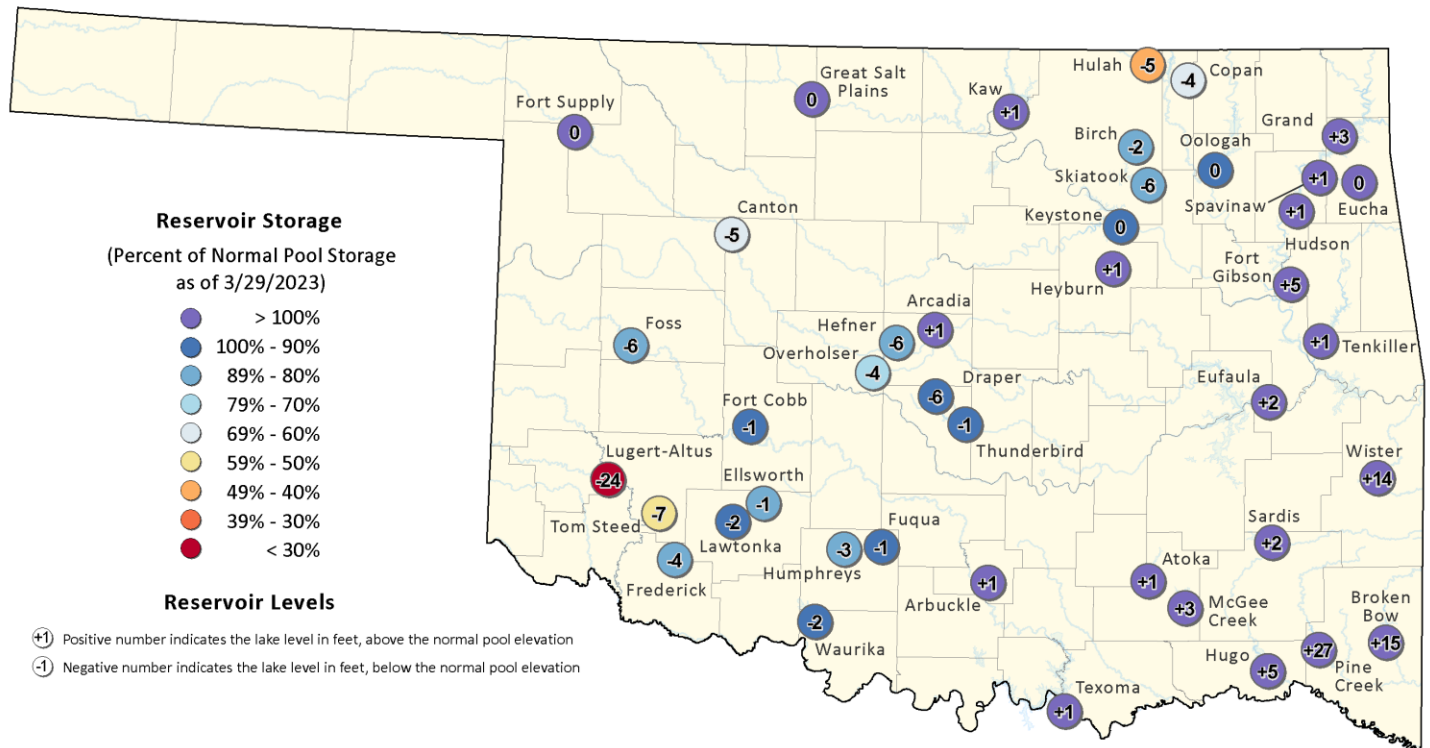 Hulah
-5
-4
Copan
Great Salt
Plains
0
Kaw
+1
Fort Supply
0
Grand
+3
Birch
-2
Oologah
0
Skiatook
-6
+1
0
Spavinaw
Eucha
+1
Hudson
Canton
-5
Keystone
0
Heyburn
+1
Fort
Gibson
+5
Reservoir Storage
(Percent of Normal Pool Storage
as of 3/29/2023)
> 100%
100% - 90%
89% - 80%
79% - 70%
69% - 60%
59% - 50%
49% - 40%
39% - 30%
< 30%
Foss
-6
Arcadia
+1
Hefner
-6
Overholser
-4
+1
Tenkiller
Draper
-6
Eufaula
+2
Fort Cobb
-1
-1
Thunderbird
Lugert-Altus
-24
Ellsworth
-1
Wister
+14
Tom Steed
-7
-2
Lawtonka
Fuqua
-1
-3
Humphreys
Sardis
+2
-4
Frederick
Atoka
+1
Arbuckle
+1
+3
McGee
Creek
Broken
Bow
+15
-2
Waurika
Hugo
+5
+27
Pine
Creek
Texoma
+1
Reservoir Levels
+1 Positive number indicates the lake level in feet, above the normal pool elevation
-1 Negative number indicates the lake level in feet, below the normal pool elevation